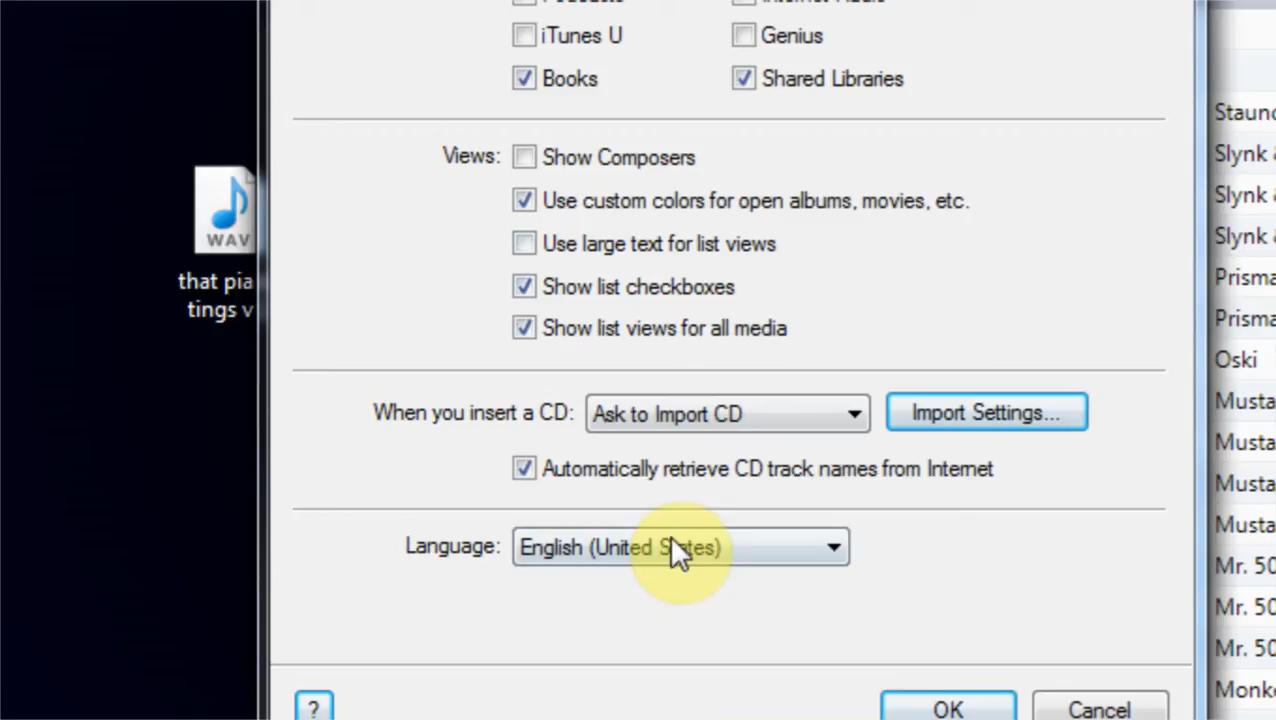 iTunes U
Genius
Books
Shared Libraries
Staund
Slynk &
WAV
that pia
tings v
Views:
Show Composers
Use custom colors for open albums, movies, etc.
Use large text for list views
Show list checkboxes
Show list views for all media
Slynk
Slynk
Prisma
Prisma
Oski
When you insert a CD:
Ask to Import CD
Import Settings...
Automatically retrieve CD track names from Internet
Musta
Musta
Musta
Musta
Language:
English (United States)
Mr. 50
Mr. 50
Mr. 50
Monke
?
OK
Cancel